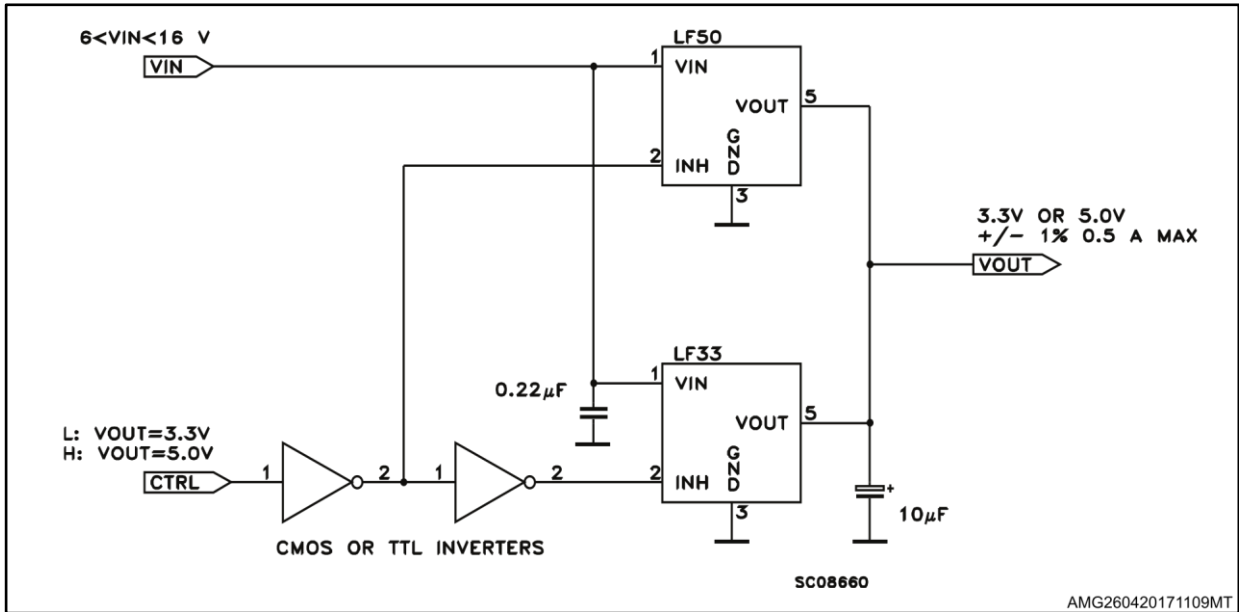 6<VIN<16 V
VIN
LF50
1
VIN
VOUT
5
GND
2
INH
3
3.3V OR 5.0V
+/- 1% 0.5 A MAX
VOUT
LF33
0.22μF
1
VIN
VOUT
5
GND
L: VOUT=3.3V
H: VOUT=5.0V
CTRL
1
2
1
2
2
INH
3
+
10μF
CMOS OR TTL INVERTERS
SC08660
AMG260420171109MT